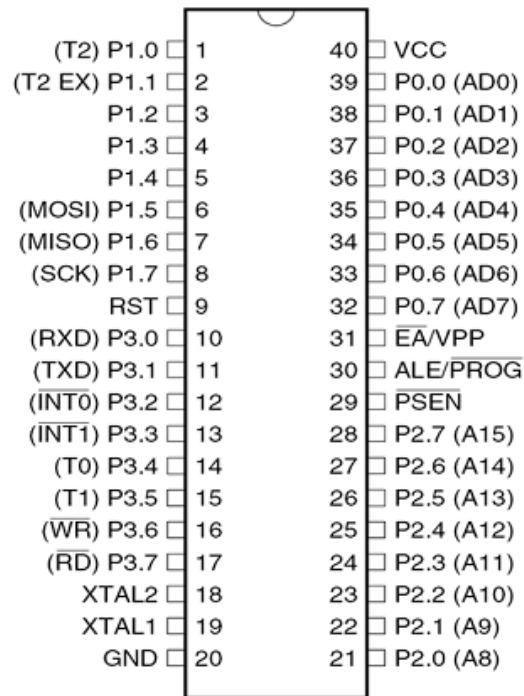 (T2) P1.0 1 40 VCC
(T2 EX) P1.1 2 39 P0.0 (AD0)
P1.2 3 38 P0.1 (AD1)
P1.3 4 37 P0.2 (AD2)
P1.4 5 36 P0.3 (AD3)
(MOSI) P1.5 6 35 P0.4 (AD4)
(MISO) P1.6 7 34 P0.5 (AD5)
(SCK) P1.7 8 33 P0.6 (AD6)
RST 9 32 P0.7 (AD7)
(RXD) P3.0 10 31 E̅A̅/VPP
(TXD) P3.1 11 30 ALE/P̅R̅O̅G̅
(I̅N̅T̅0̅) P3.2 12 29 P̅S̅E̅N̅
(I̅N̅T̅1̅) P3.3 13 28 P2.7 (A15)
(T0) P3.4 14 27 P2.6 (A14)
(T1) P3.5 15 26 P2.5 (A13)
(W̅R̅) P3.6 16 25 P2.4 (A12)
(R̅D̅) P3.7 17 24 P2.3 (A11)
XTAL2 18 23 P2.2 (A10)
XTAL1 19 22 P2.1 (A9)
GND 20 21 P2.0 (A8)